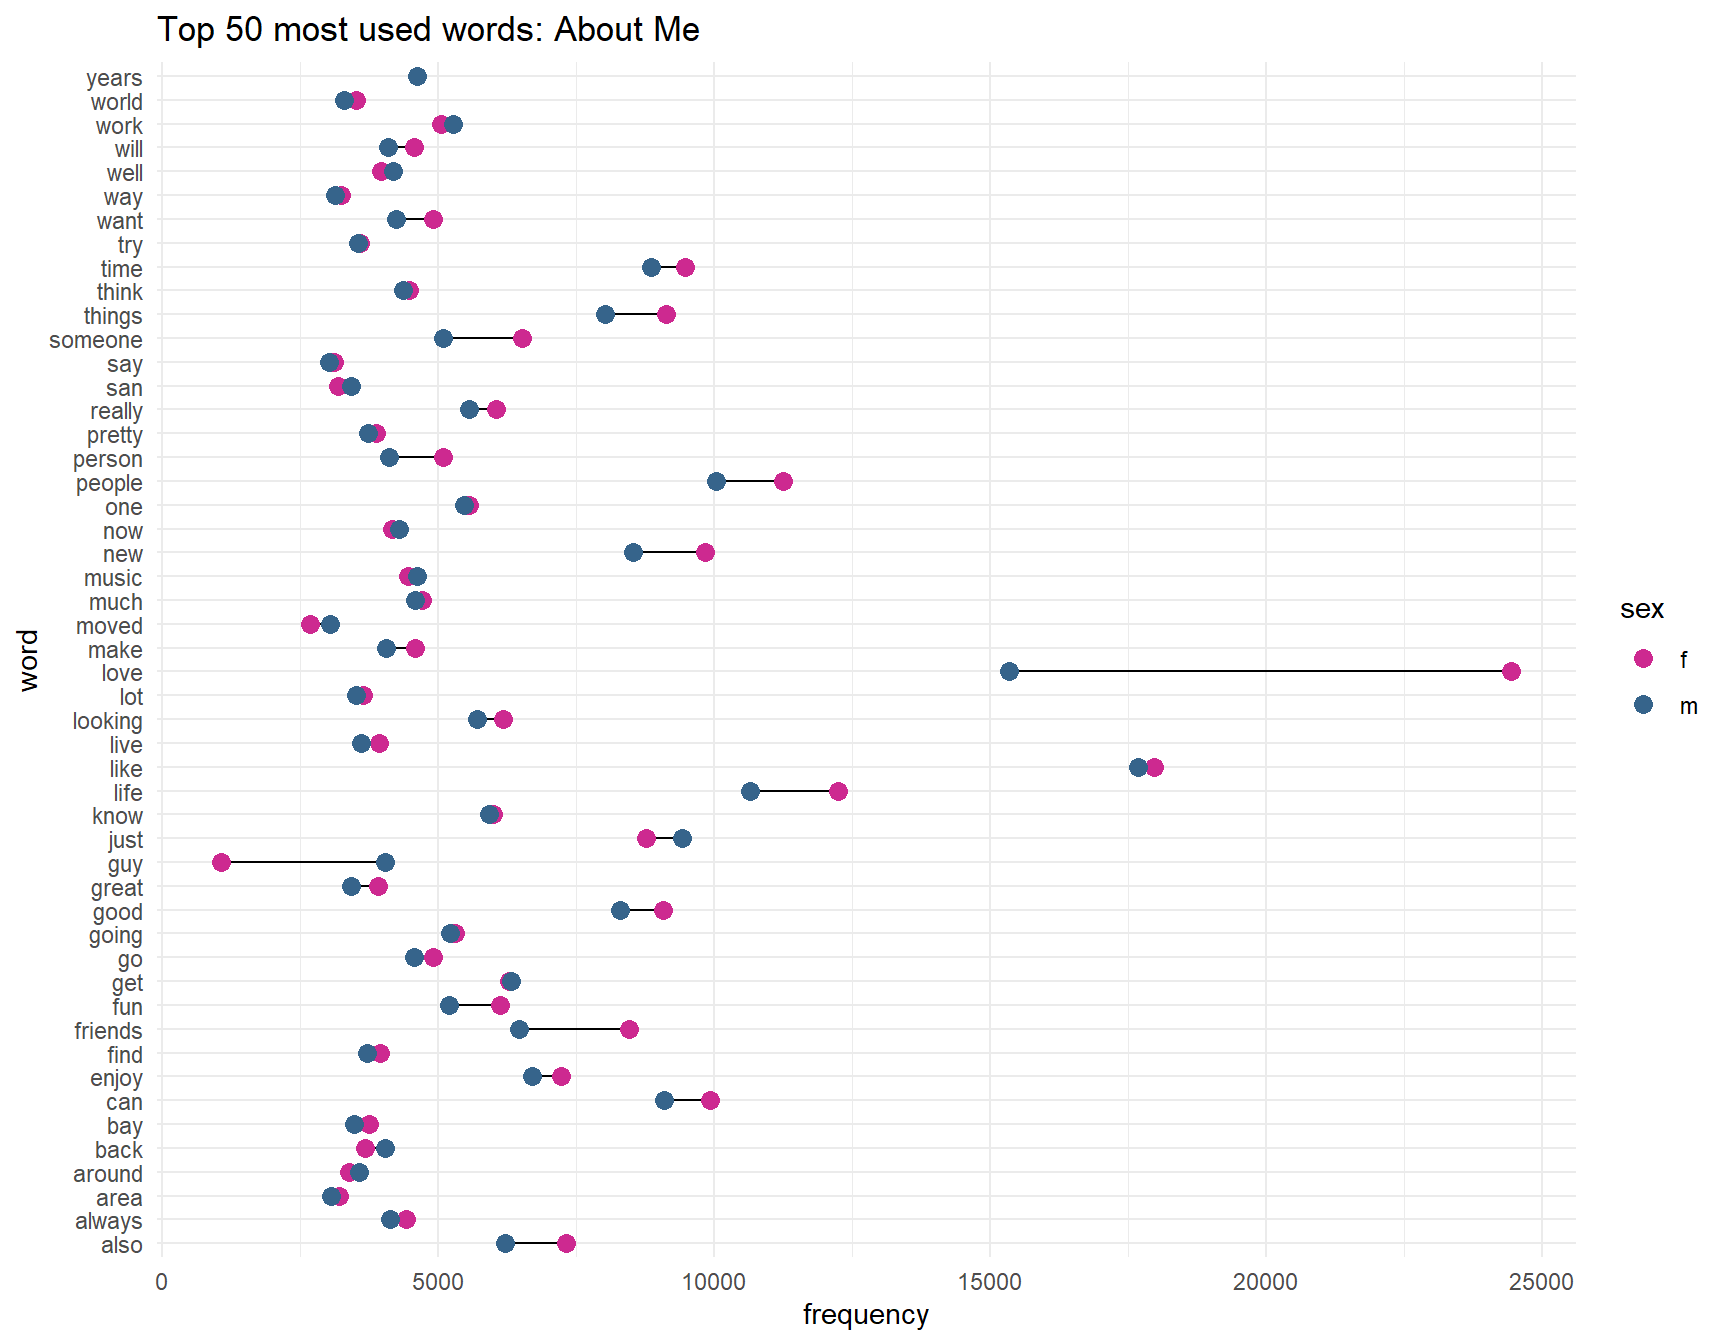 Top 50 most used words: About Me
years
world
work
will
well
way
want
try
time
think
things
someone
say
san
really
pretty
person
people
one
now
new
music
much
moved
make
love
lot
looking
live
like
life
know
just
guy
great
good
going
go
get
fun
friends
find
enjoy
can
bay
back
around
area
always
also
word
0 5000 10000 15000 20000 25000
frequency
sex
f
m